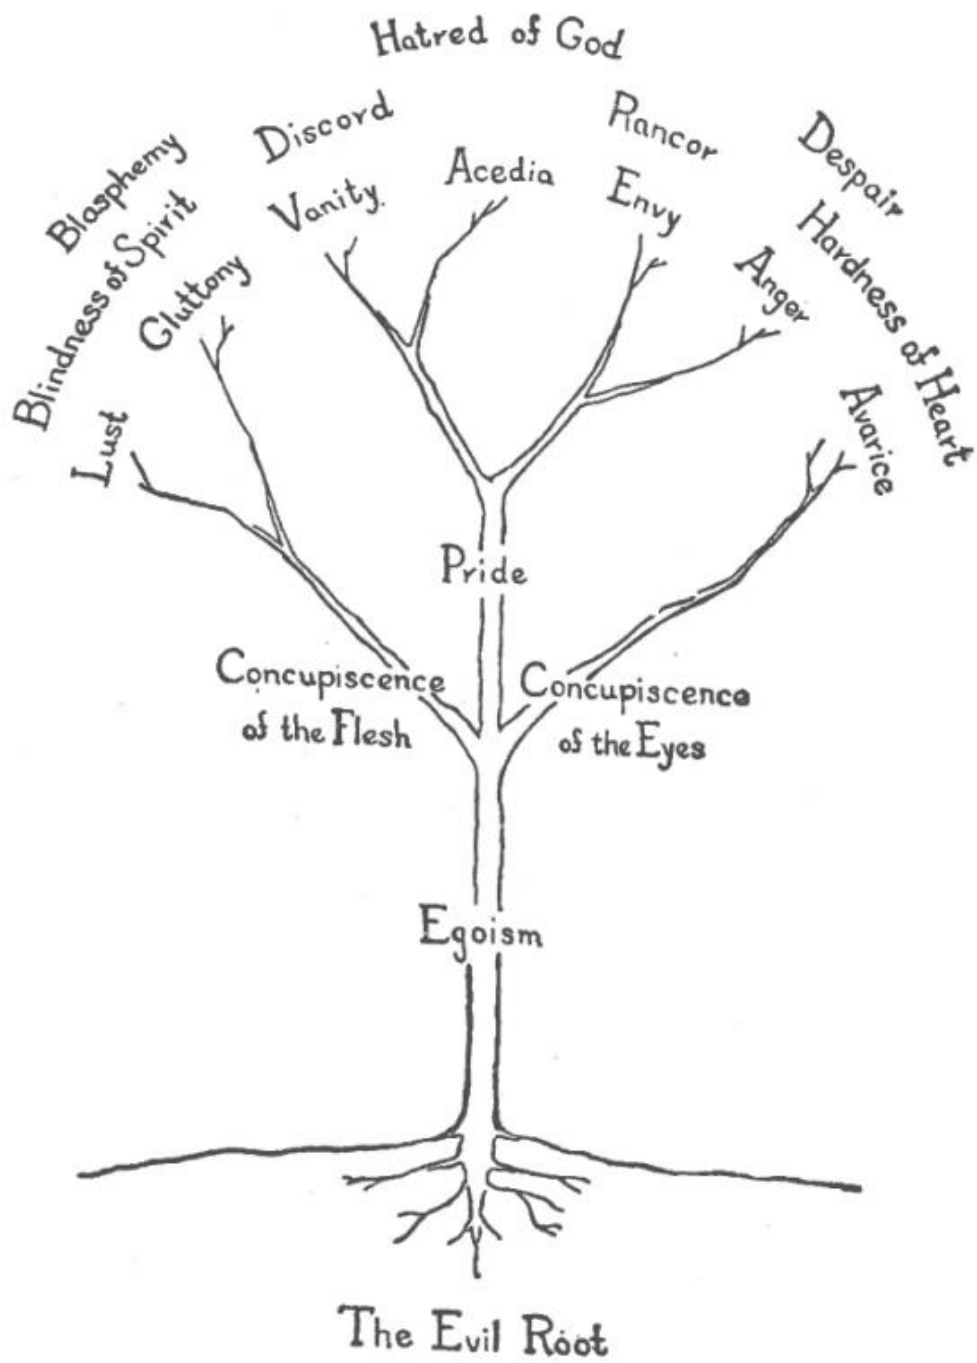 Hatred of God
Discord
Rancor
Blasphemy
Despair
Blindness of Spirit
Vanity.
Acedia
Envy
Hardness of Heart
Gluttony
Anger
Lust
Avarice
Pride
Concupiscence
of the Flesh
Concupiscence
of the Eyes
Egoism
The Evil Root